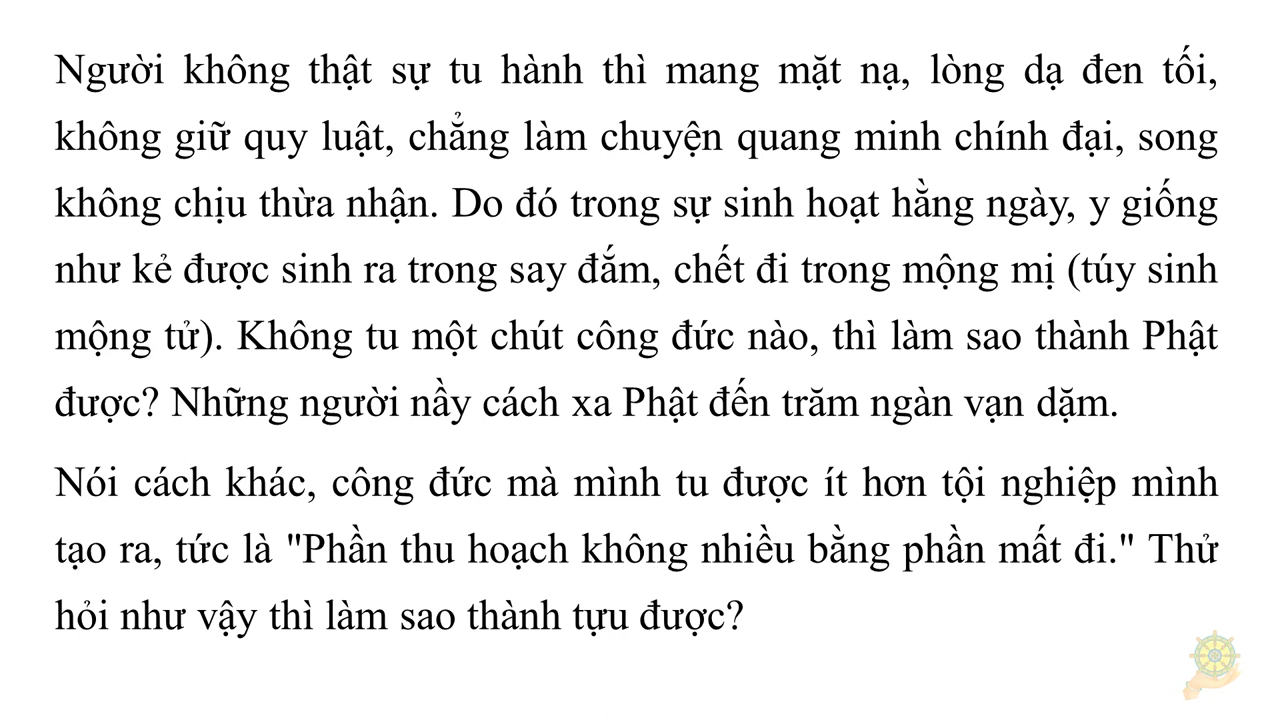 Người không thật sự tu hành thì mang mặt nạ, lòng dạ đen tối,
không giữ quy luật, chẳng làm chuyện quang minh chính đại, song
không chịu thừa nhận. Do đó trong sự sinh hoạt hằng ngày, y giống
như kẻ được sinh ra trong say đắm, chết đi trong mộng mị (túy sinh
mộng tử). Không tu một chút công đức nào, thì làm sao thành Phật
được? Những người nầy cách xa Phật đến trăm ngàn vạn dặm.
Nói cách khác, công đức mà mình tu được ít hơn tội nghiệp mình
tạo ra, tức là "Phần thu hoạch không nhiều bằng phần mất đi." Thử
hỏi như vậy thì làm sao thành tựu được?